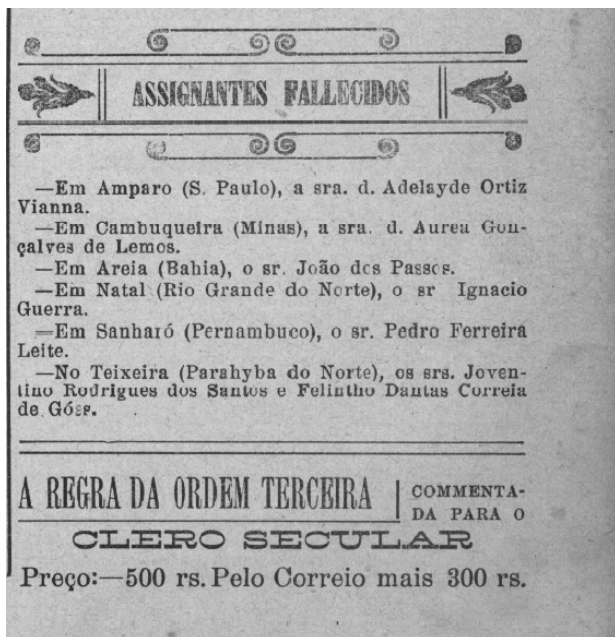 ASSIGNANTES FALLECIDOS
—Em Amparo (S. Paulo), a sra. d. Adelayde Ortiz
Vianna.
—Em Cambuqueira (Minas), a sra. d. Aurea Gon-
çalves de Lemos.
—Em Areia (Bahia), o sr. João dos Passos.
—Em Natal (Rio Grande do Norte), o sr Ignacio
Guerra.
—Em Sanharó (Pernambuco), o sr. Pedro Ferreira
Leite.
—No Teixeira (Parahyba do Norte), os srs. Joven-
tino Rodrigues dos Santos e Felintho Dantas Correia
de Góes.
A REGRA DA ORDEM TERCEIRA
COMMENTA-
DA PARA O
CLERO SECULAR
Preço:—500 rs. Pelo Correio mais 300 rs.